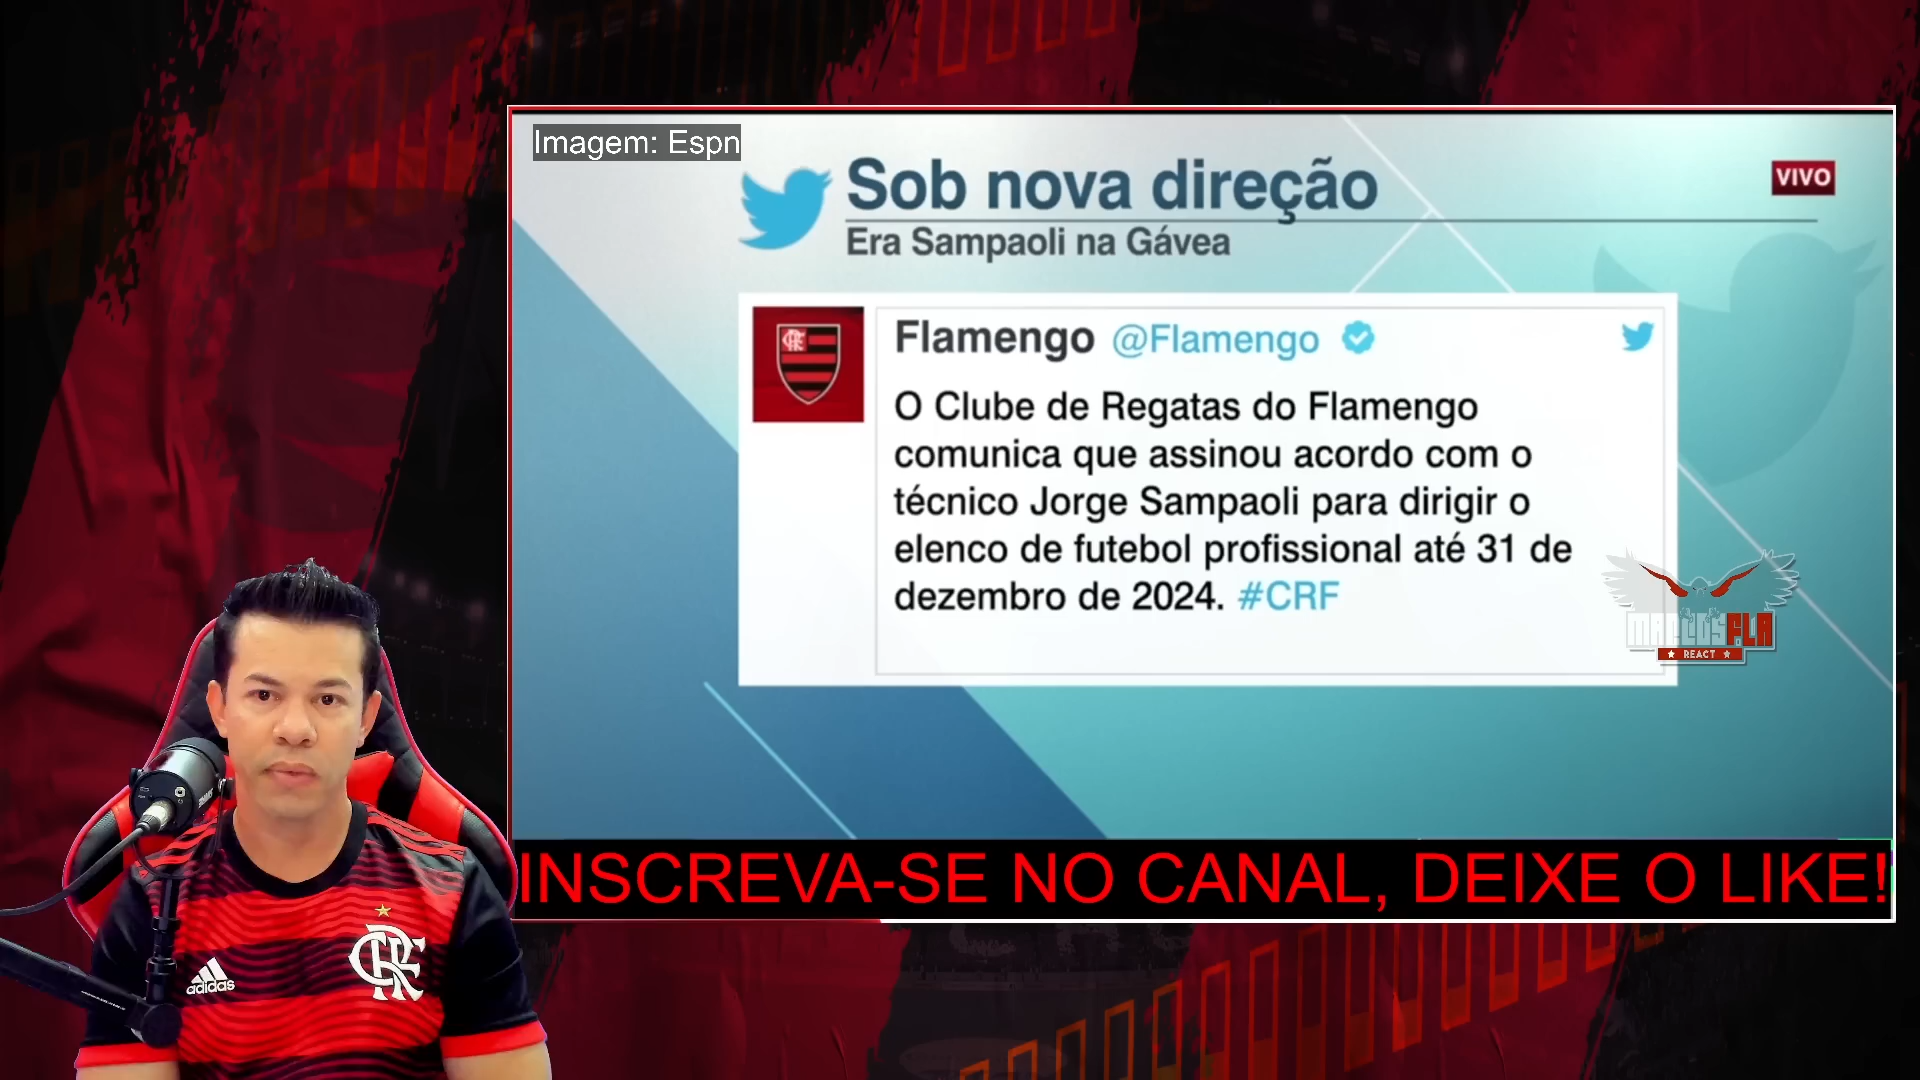 Imagem: Espn
Sob nova direção
VIVO
Era Sampaoli na Gávea
Flamengo @Flamengo
O Clube de Regatas do Flamengo
comunica que assinou acordo com o
técnico Jorge Sampaoli para dirigir o
elenco de futebol profissional até 31 de
dezembro de 2024. #CRF
MARCOSFLA
REACT
INSCREVA-SE NO CANAL, DEIXE O LIKE!
adidas
CRF